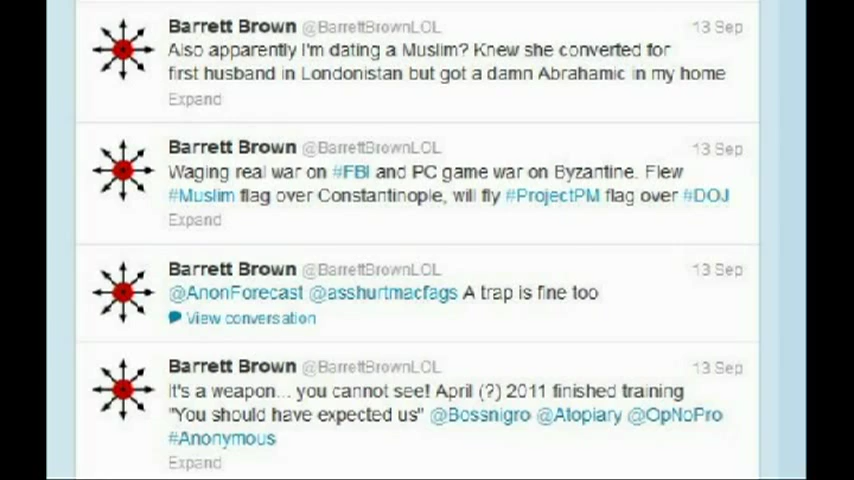 Barrett Brown @BarrettBrownLOL 13 Sep
Also apparently I'm dating a Muslim? Knew she converted for
first husband in Londonistan but got a damn Abrahamic in my home
Expand
Barrett Brown @BarrettBrownLOL 13 Sep
Waging real war on #FBI and PC game war on Byzantine. Flew
#Muslim flag over Constantinople, will fly #ProjectPM flag over #DOJ
Expand
Barrett Brown @BarrettBrownLOL 13 Sep
@AnonForecast @asshurtmacfags A trap is fine too
View conversation
Barrett Brown @BarrettBrownLOL 13 Sep
It's a weapon... you cannot see! April (?) 2011 finished training
"You should have expected us" @Bossnigro @Atopiary @OpNoPro
#Anonymous
Expand